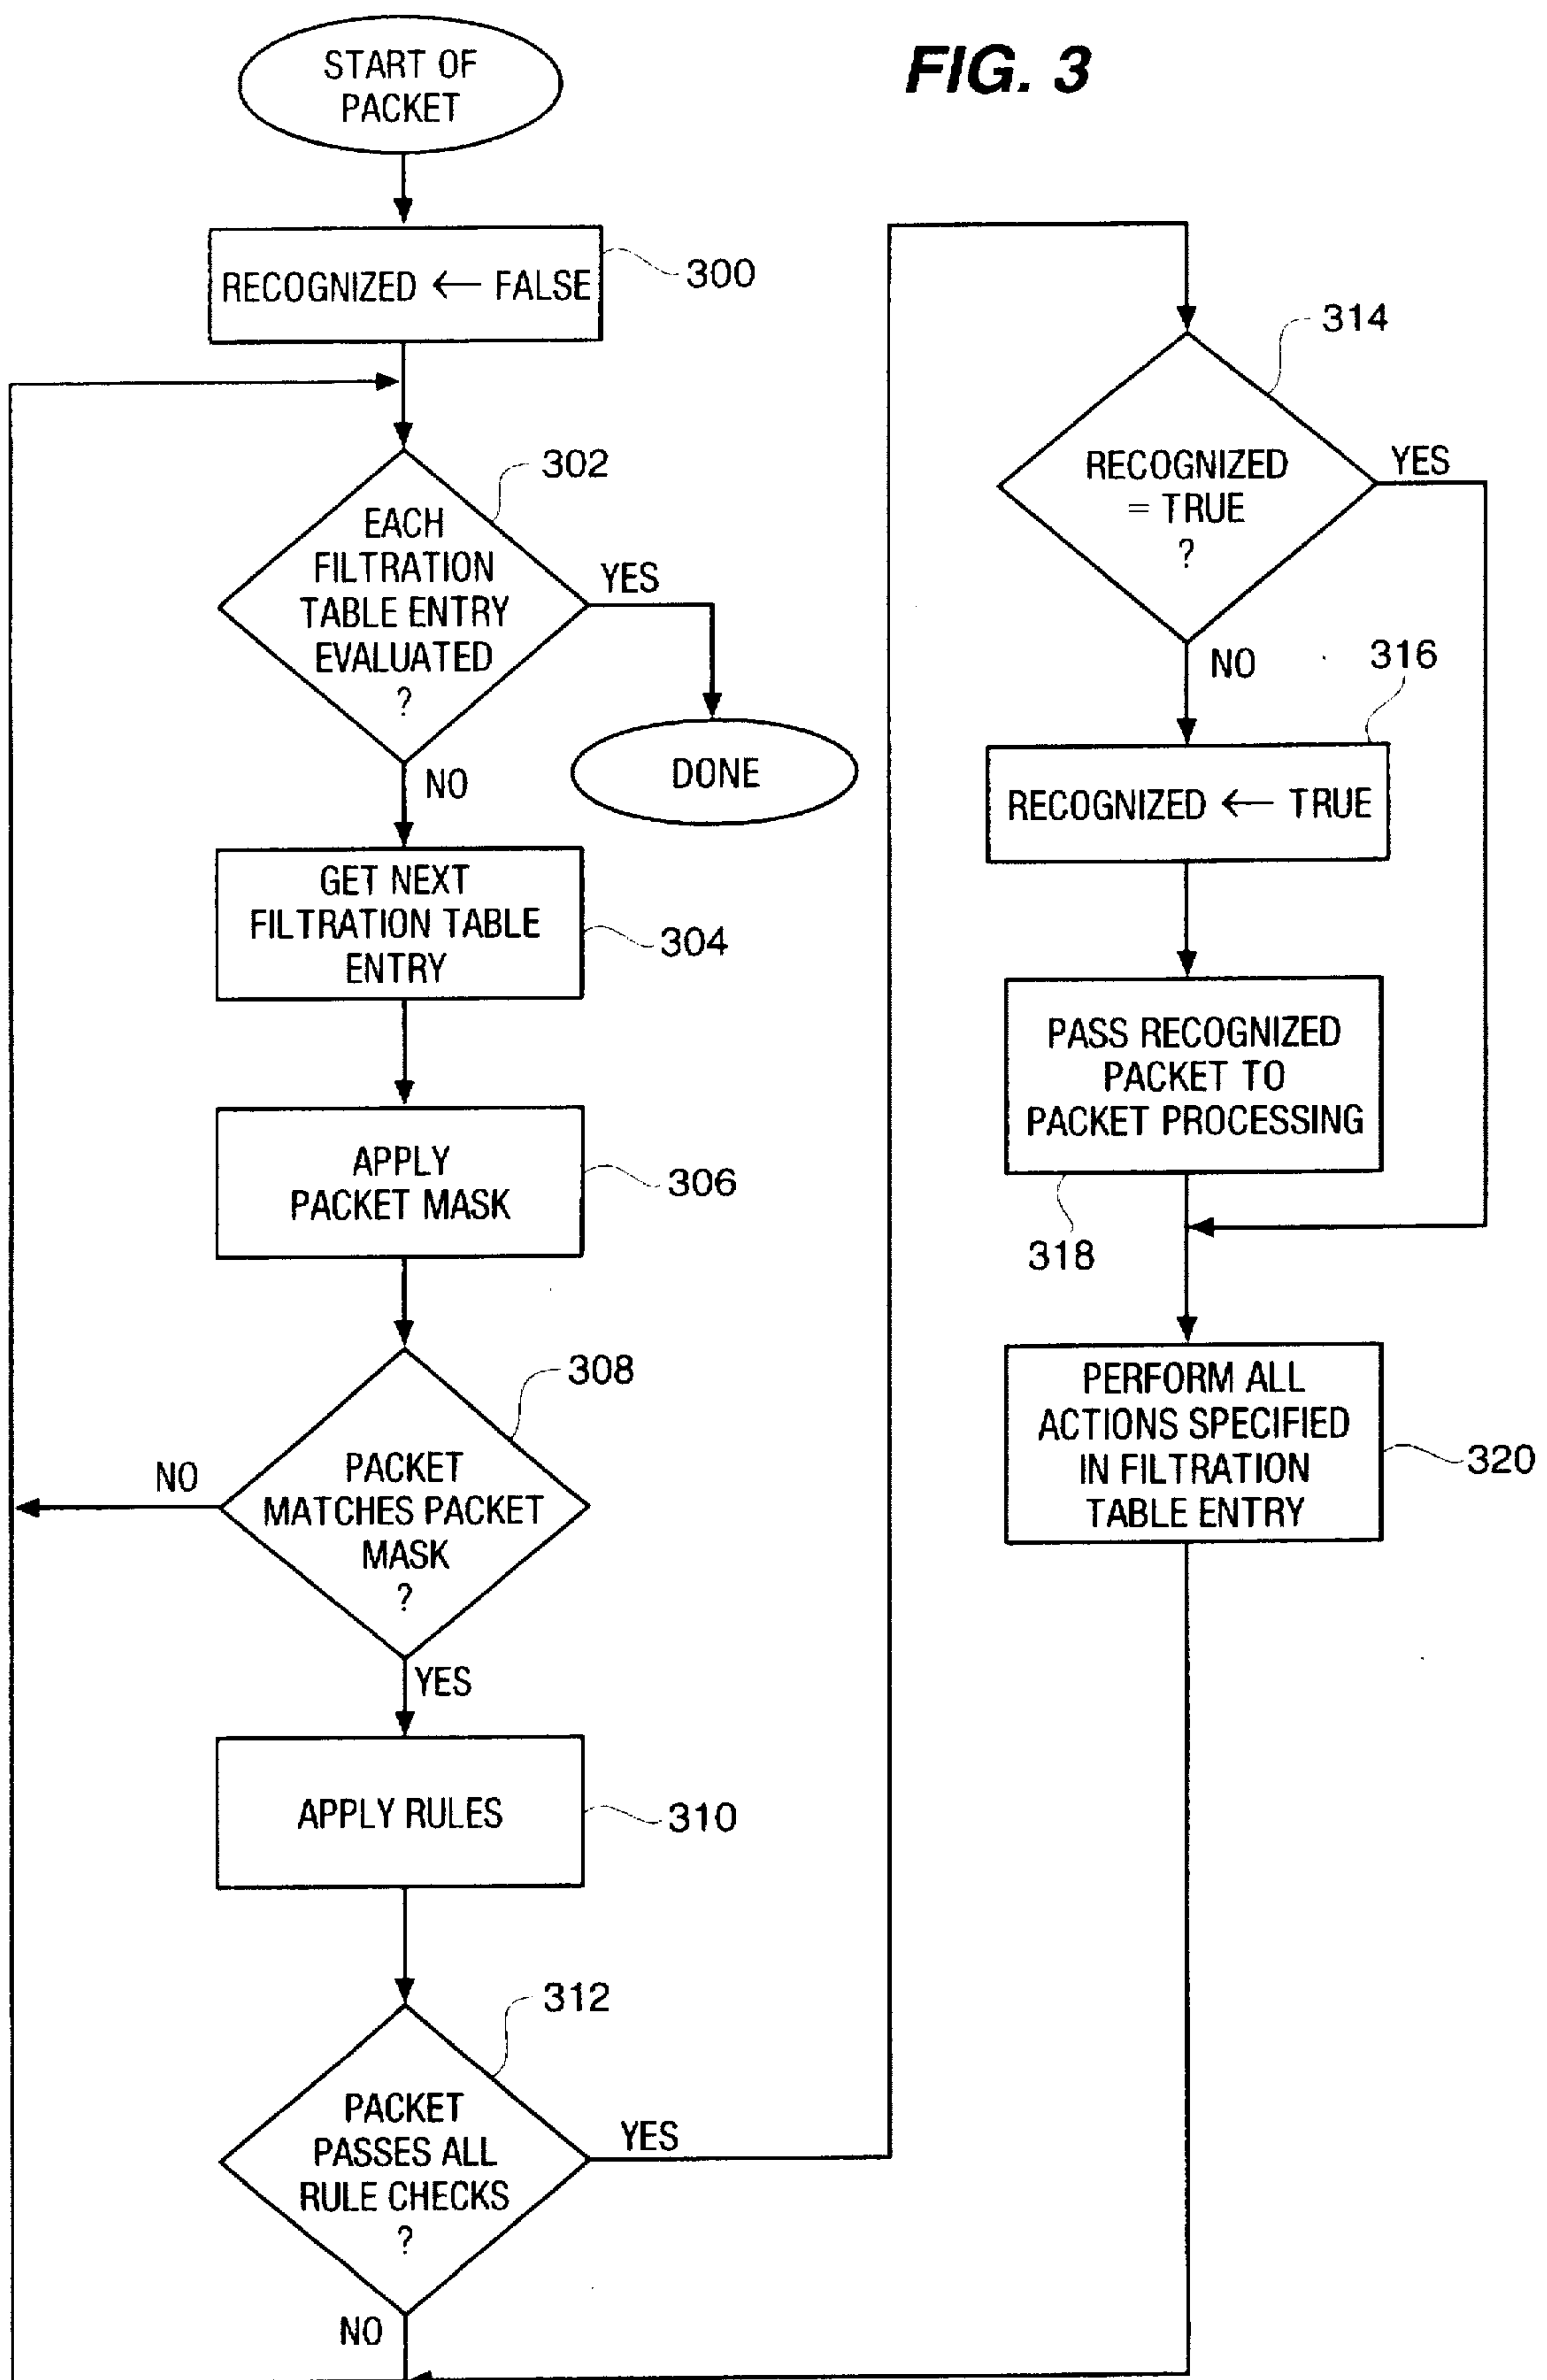 FIG. 3
START OF
PACKET
RECOGNIZED ← FALSE
300
302
EACH
FILTRATION
TABLE ENTRY
EVALUATED
?
YES
DONE
NO
GET NEXT
FILTRATION TABLE
ENTRY
304
APPLY
PACKET MASK
306
308
PACKET
MATCHES PACKET
MASK
?
NO
YES
APPLY RULES
310
312
PACKET
PASSES ALL
RULE CHECKS
?
YES
NO
314
RECOGNIZED
= TRUE
?
YES
NO
316
RECOGNIZED ← TRUE
PASS RECOGNIZED
PACKET TO
PACKET PROCESSING
318
PERFORM ALL
ACTIONS SPECIFIED
IN FILTRATION
TABLE ENTRY
320